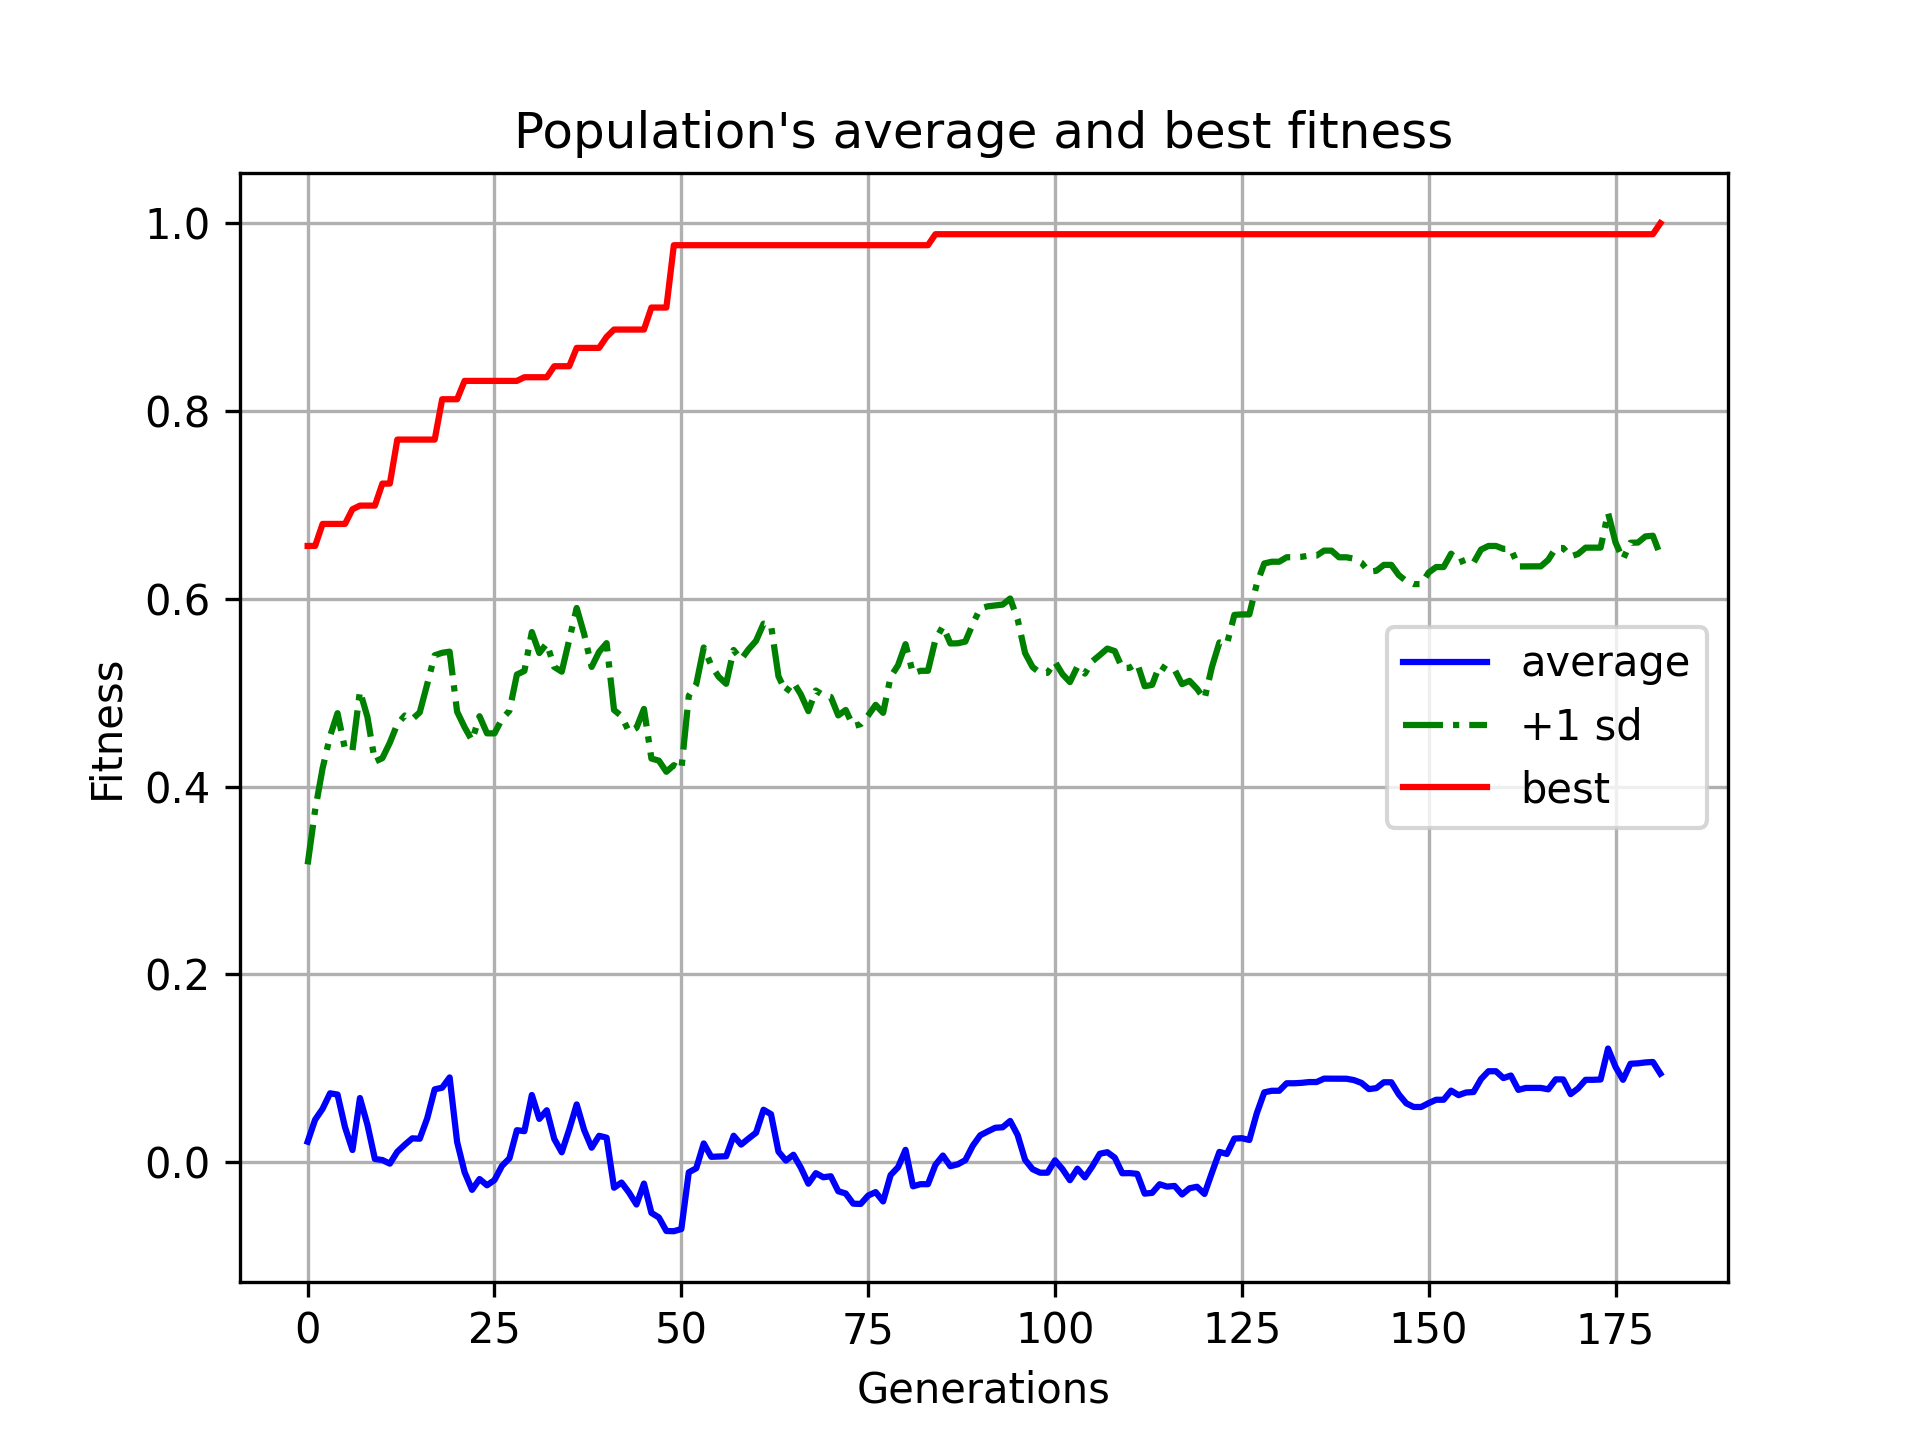 Population's average and best fitness
1.0
0.8
0.6
0.4
0.2
0.0
Fitness
average
+1 sd
best
0 25 50 75 100 125 150 175
Generations